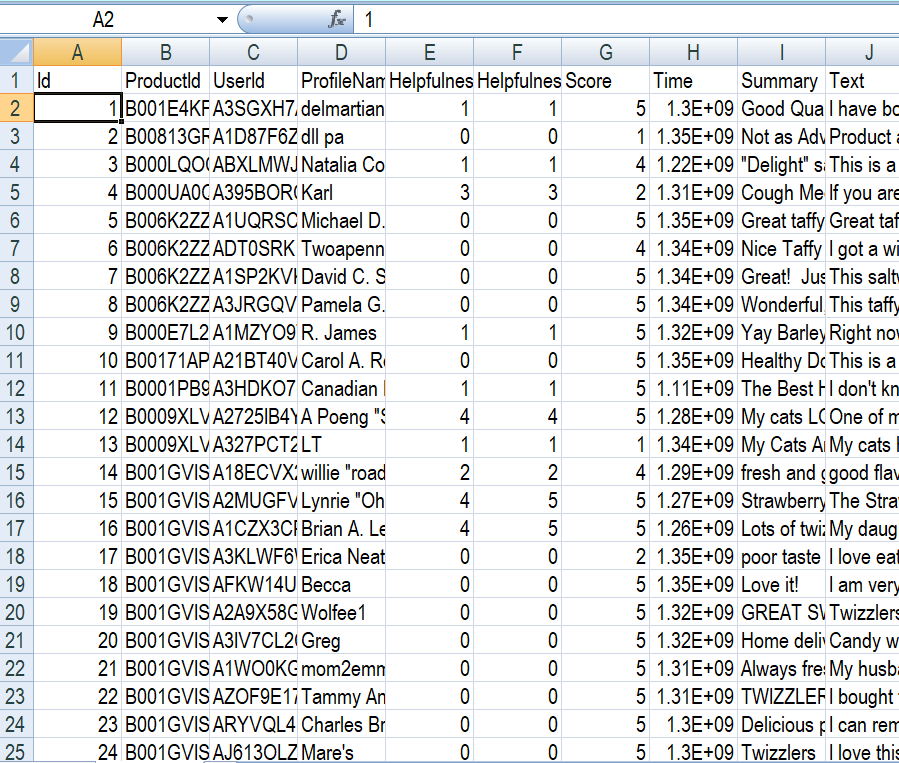 A2 fx 1
A B C D E F G H I J
1 Id ProductId UserId ProfileNam Helpfulnes Helpfulnes Score Time Summary Text
2 1 B001E4KF A3SGXH7 delmartian 1 1 5 1.3E+09 Good Qua I have bo
3 2 B00813GR A1D87F6Z dll pa 0 0 1 1.35E+09 Not as Adv Product a
4 3 B000LQO ABXLMWJ Natalia Co 1 1 4 1.22E+09 "Delight" sa This is a
5 4 B000UA0 A395BOR Karl 3 3 2 1.31E+09 Cough Me If you are
6 5 B006K2ZZ A1UQRSC Michael D. 0 0 5 1.35E+09 Great taffy Great taf
7 6 B006K2ZZ ADT0SRK Twoapenn 0 0 4 1.34E+09 Nice Taffy I got a wi
8 7 B006K2ZZ A1SP2KV David C. S 0 0 5 1.34E+09 Great! Jus This saltw
9 8 B006K2ZZ A3JRGQV Pamela G. 0 0 5 1.34E+09 Wonderful, This taffy
10 9 B000E7L2 A1MZYO9 R. James 1 1 5 1.32E+09 Yay Barley Right nov
11 10 B00171AP A21BT40V Carol A. R 0 0 5 1.35E+09 Healthy Do This is a
12 11 B0001PB9 A3HDKO7 Canadian 1 1 5 1.11E+09 The Best H I don't kn
13 12 B0009XLV A2725IB4Y A Poeng "S 4 4 5 1.28E+09 My cats LO One of m
14 13 B0009XLV A327PCT2 LT 1 1 1 1.34E+09 My Cats Ar My cats h
15 14 B001GVIS A18ECVX2 willie "road 2 2 4 1.29E+09 fresh and g good flav
16 15 B001GVIS A2MUGFV Lynrie "Oh 4 5 5 1.27E+09 Strawberry The Stra
17 16 B001GVIS A1CZX3CF Brian A. Le 4 5 5 1.26E+09 Lots of twiz My daug
18 17 B001GVIS A3KLWF6 Erica Neat 0 0 2 1.35E+09 poor taste I love eat
19 18 B001GVIS AFKW14U Becca 0 0 5 1.35E+09 Love it! I am very
20 19 B001GVIS A2A9X58G Wolfee1 0 0 5 1.32E+09 GREAT SW Twizzlers
21 20 B001GVIS A3IV7CL2 Greg 0 0 5 1.32E+09 Home deliv Candy w
22 21 B001GVIS A1WO0KG mom2emm 0 0 5 1.31E+09 Always fres My husba
23 22 B001GVIS AZOF9E17 Tammy An 0 0 5 1.31E+09 TWIZZLER I bought
24 23 B001GVIS ARYVQL4 Charles Br 0 0 5 1.3E+09 Delicious p I can rem
25 24 B001GVIS AJ613OLZ Mare's 0 0 5 1.3E+09 Twizzlers I love this